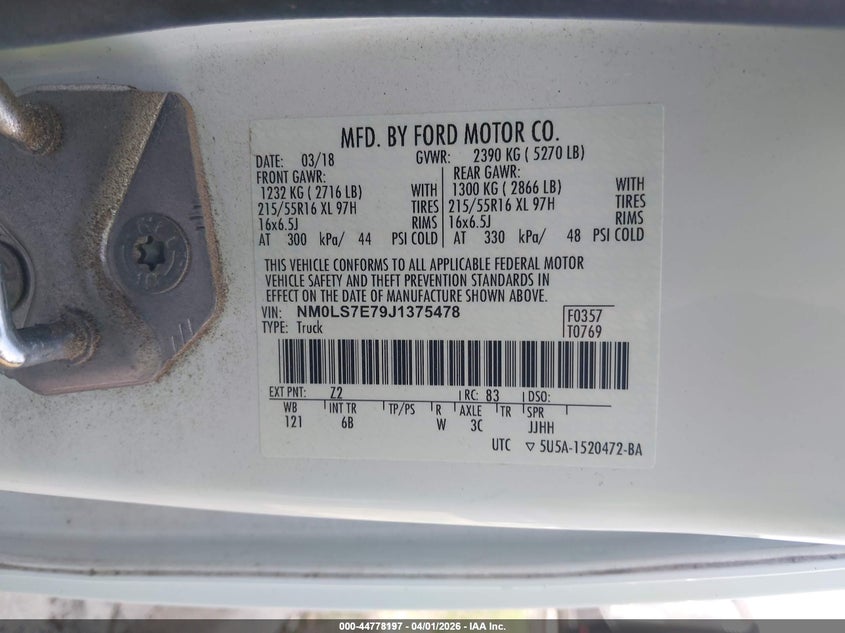 MFD. BY FORD MOTOR CO.
DATE: 03/18 GVWR: 2390 KG ( 5270 LB)
FRONT GAWR: REAR GAWR:
1232 KG ( 2716 LB) WITH 1300 KG ( 2866 LB) WITH
215/55R16 XL 97H TIRES 215/55R16 XL 97H TIRES
16x6.5J RIMS 16x6.5J RIMS
AT 300 kPa/ 44 PSI COLD AT 330 kPa/ 48 PSI COLD
THIS VEHICLE CONFORMS TO ALL APPLICABLE FEDERAL MOTOR
VEHICLE SAFETY AND THEFT PREVENTION STANDARDS IN
EFFECT ON THE DATE OF MANUFACTURE SHOWN ABOVE.
VIN: NM0LS7E79J1375478 F0357
TYPE: Truck T0769
EXT PNT: Z2 RC: 83 DSO:
WB INT TR TP/PS R AXLE TR SPR
121 6B W 3C JJHH
UTC ▽ 5U5A-1520472-BA
000-44778197 - 04/01/2026 - IAA Inc.